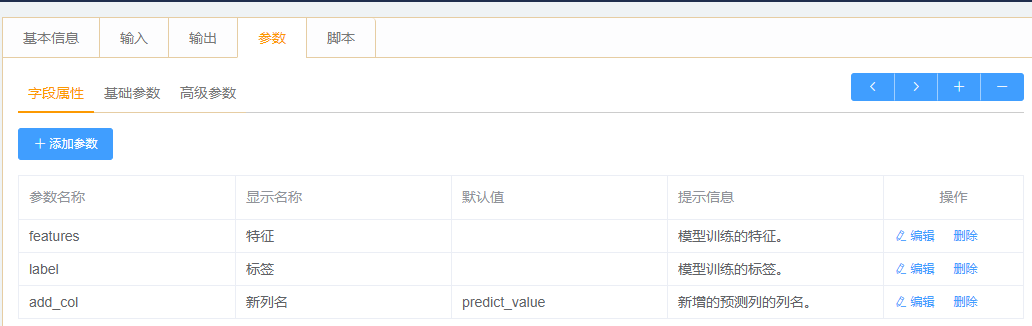 基本信息 输入 输出 参数 脚本
字段属性 基础参数 高级参数
添加参数
参数名称 显示名称 默认值 提示信息 操作
features 特征 模型训练的特征。 编辑 删除
label 标签 模型训练的标签。 编辑 删除
add_col 新列名 predict_value 新增的预测列的列名。 编辑 删除